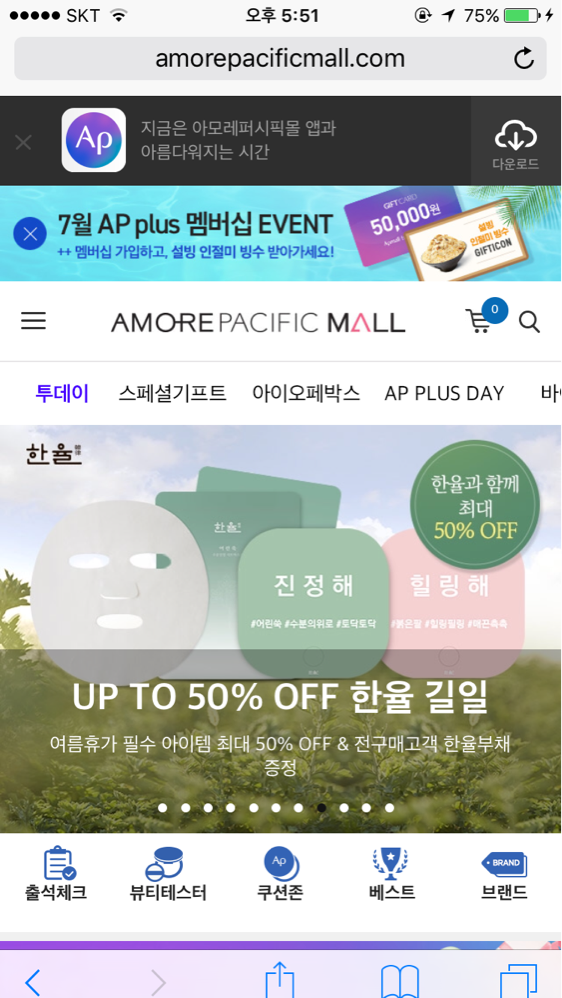 SKT 오후 5:51 75%
amorepacificmall.com
Ap
지금은 아모레퍼시픽몰 앱과
아름다워지는 시간
다운로드
7월 AP plus 멤버십 EVENT
++ 멤버십 가입하고, 설빙 인절미 빙수 받아가세요!
GIFT CARD
50,000원
설빙
인절미 빙수
GIFTICON
AMOREPACIFIC MALL
0
투데이 스페셜기프트 아이오페박스 AP PLUS DAY 바
한율
한율과 함께
최대
50% OFF
한율
진정해
#어린쑥 #수분의위로 #토닥토닥
힐링해
#붉은팥 #힐링필링 #매끈촉촉
UP TO 50% OFF 한율 길일
여름휴가 필수 아이템 최대 50% OFF & 전구매고객 한율부채
증정
Ap
BRAND
출석체크 뷰티테스터 쿠션존 베스트 브랜드